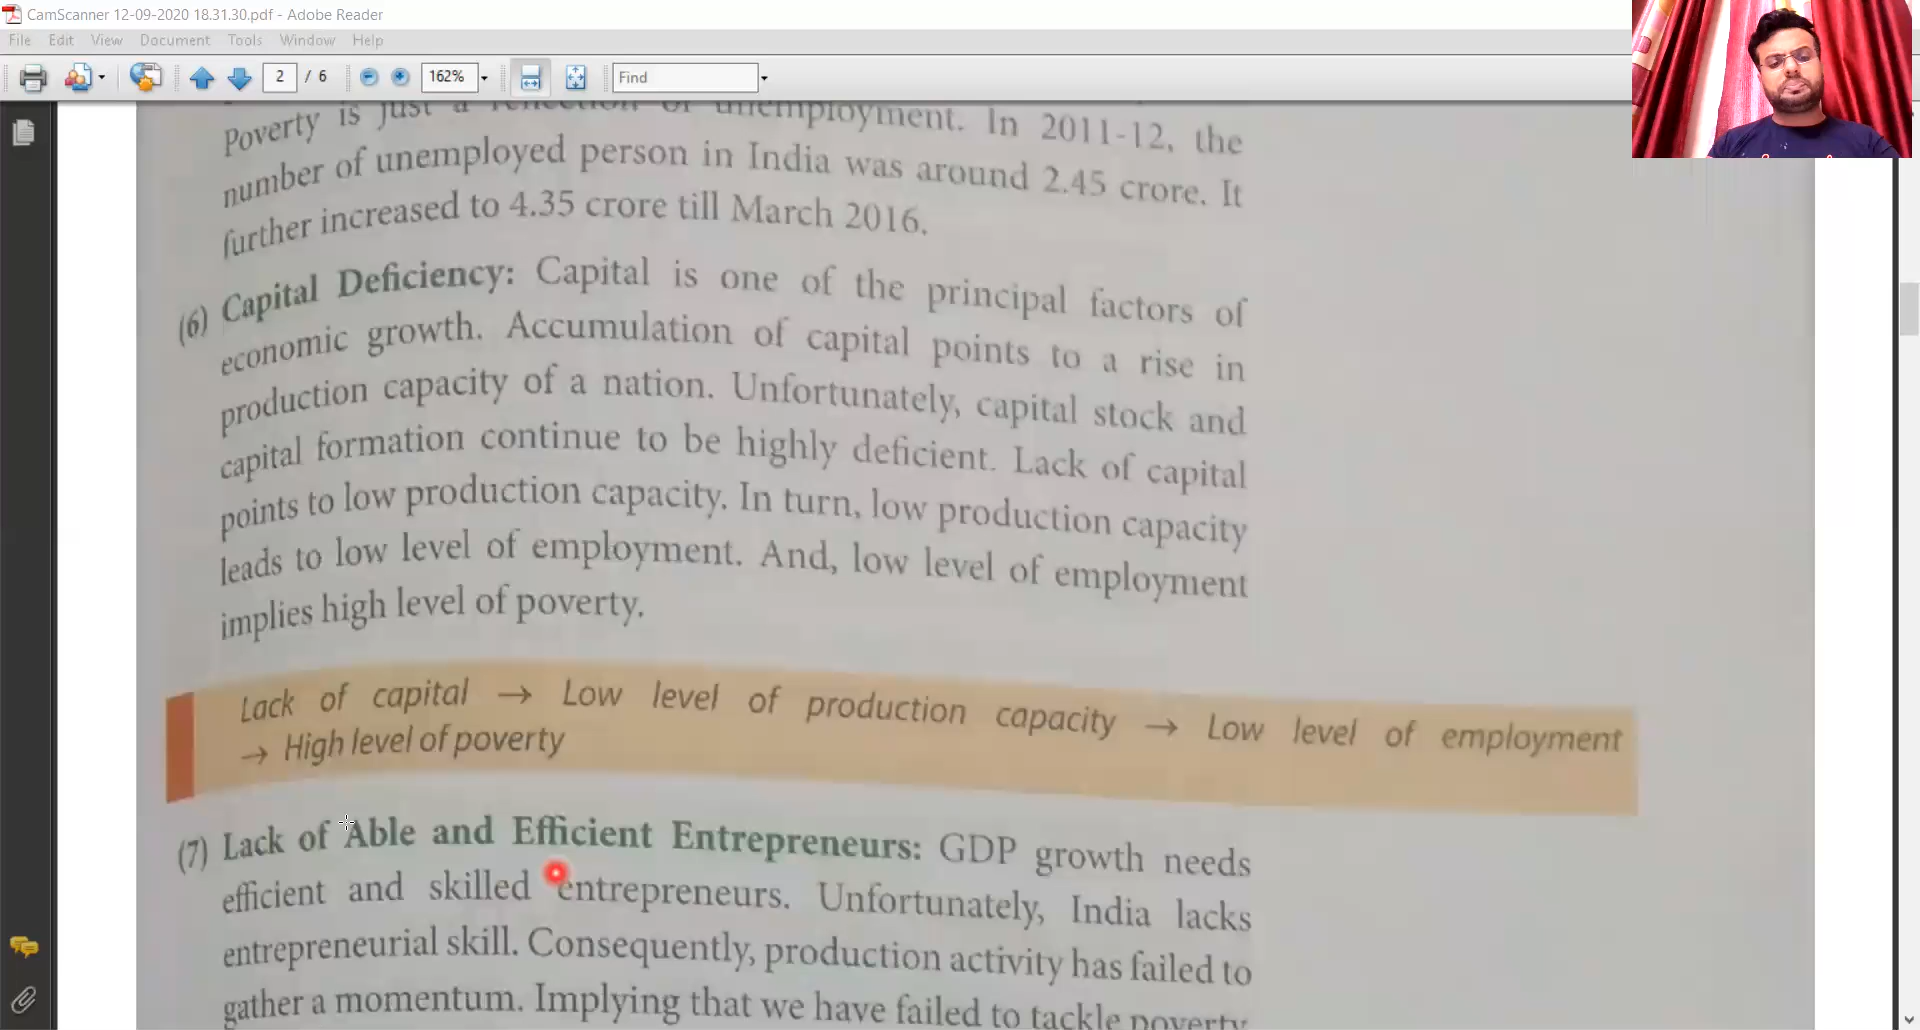 CamScanner 12-09-2020 18.31.30.pdf - Adobe Reader
File Edit View Document Tools Window Help
2 / 6 162% Find
Poverty is just a reflection of unemployment. In 2011-12, the
number of unemployed person in India was around 2.45 crore. It
further increased to 4.35 crore till March 2016.
(6) Capital Deficiency: Capital is one of the principal factors of
economic growth. Accumulation of capital points to a rise in
production capacity of a nation. Unfortunately, capital stock and
capital formation continue to be highly deficient. Lack of capital
points to low production capacity. In turn, low production capacity
leads to low level of employment. And, low level of employment
implies high level of poverty.
Lack of capital → Low level of production capacity → Low level of employment
→ High level of poverty
(7) Lack of Able and Efficient Entrepreneurs: GDP growth needs
efficient and skilled entrepreneurs. Unfortunately, India lacks
entrepreneurial skill. Consequently, production activity has failed to
gather a momentum. Implying that we have failed to tackle poverty